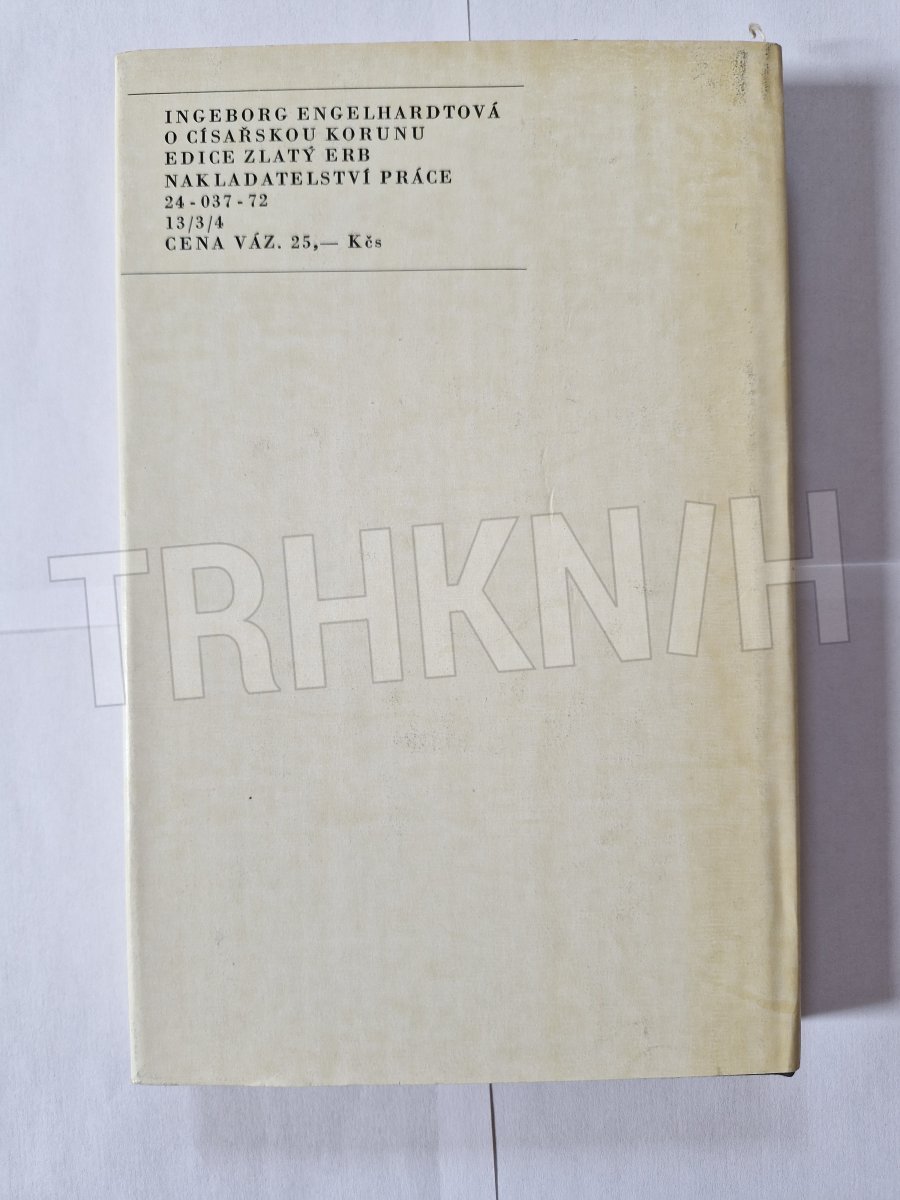 INGEBORG ENGELHARDTOVÁ
O CÍSAŘSKOU KORUNU
EDICE ZLATÝ ERB
NAKLADATELSTVÍ PRÁCE
24-037-72
13/3/4
CENA VÁZ. 25,— Kčs
TRHKNIH